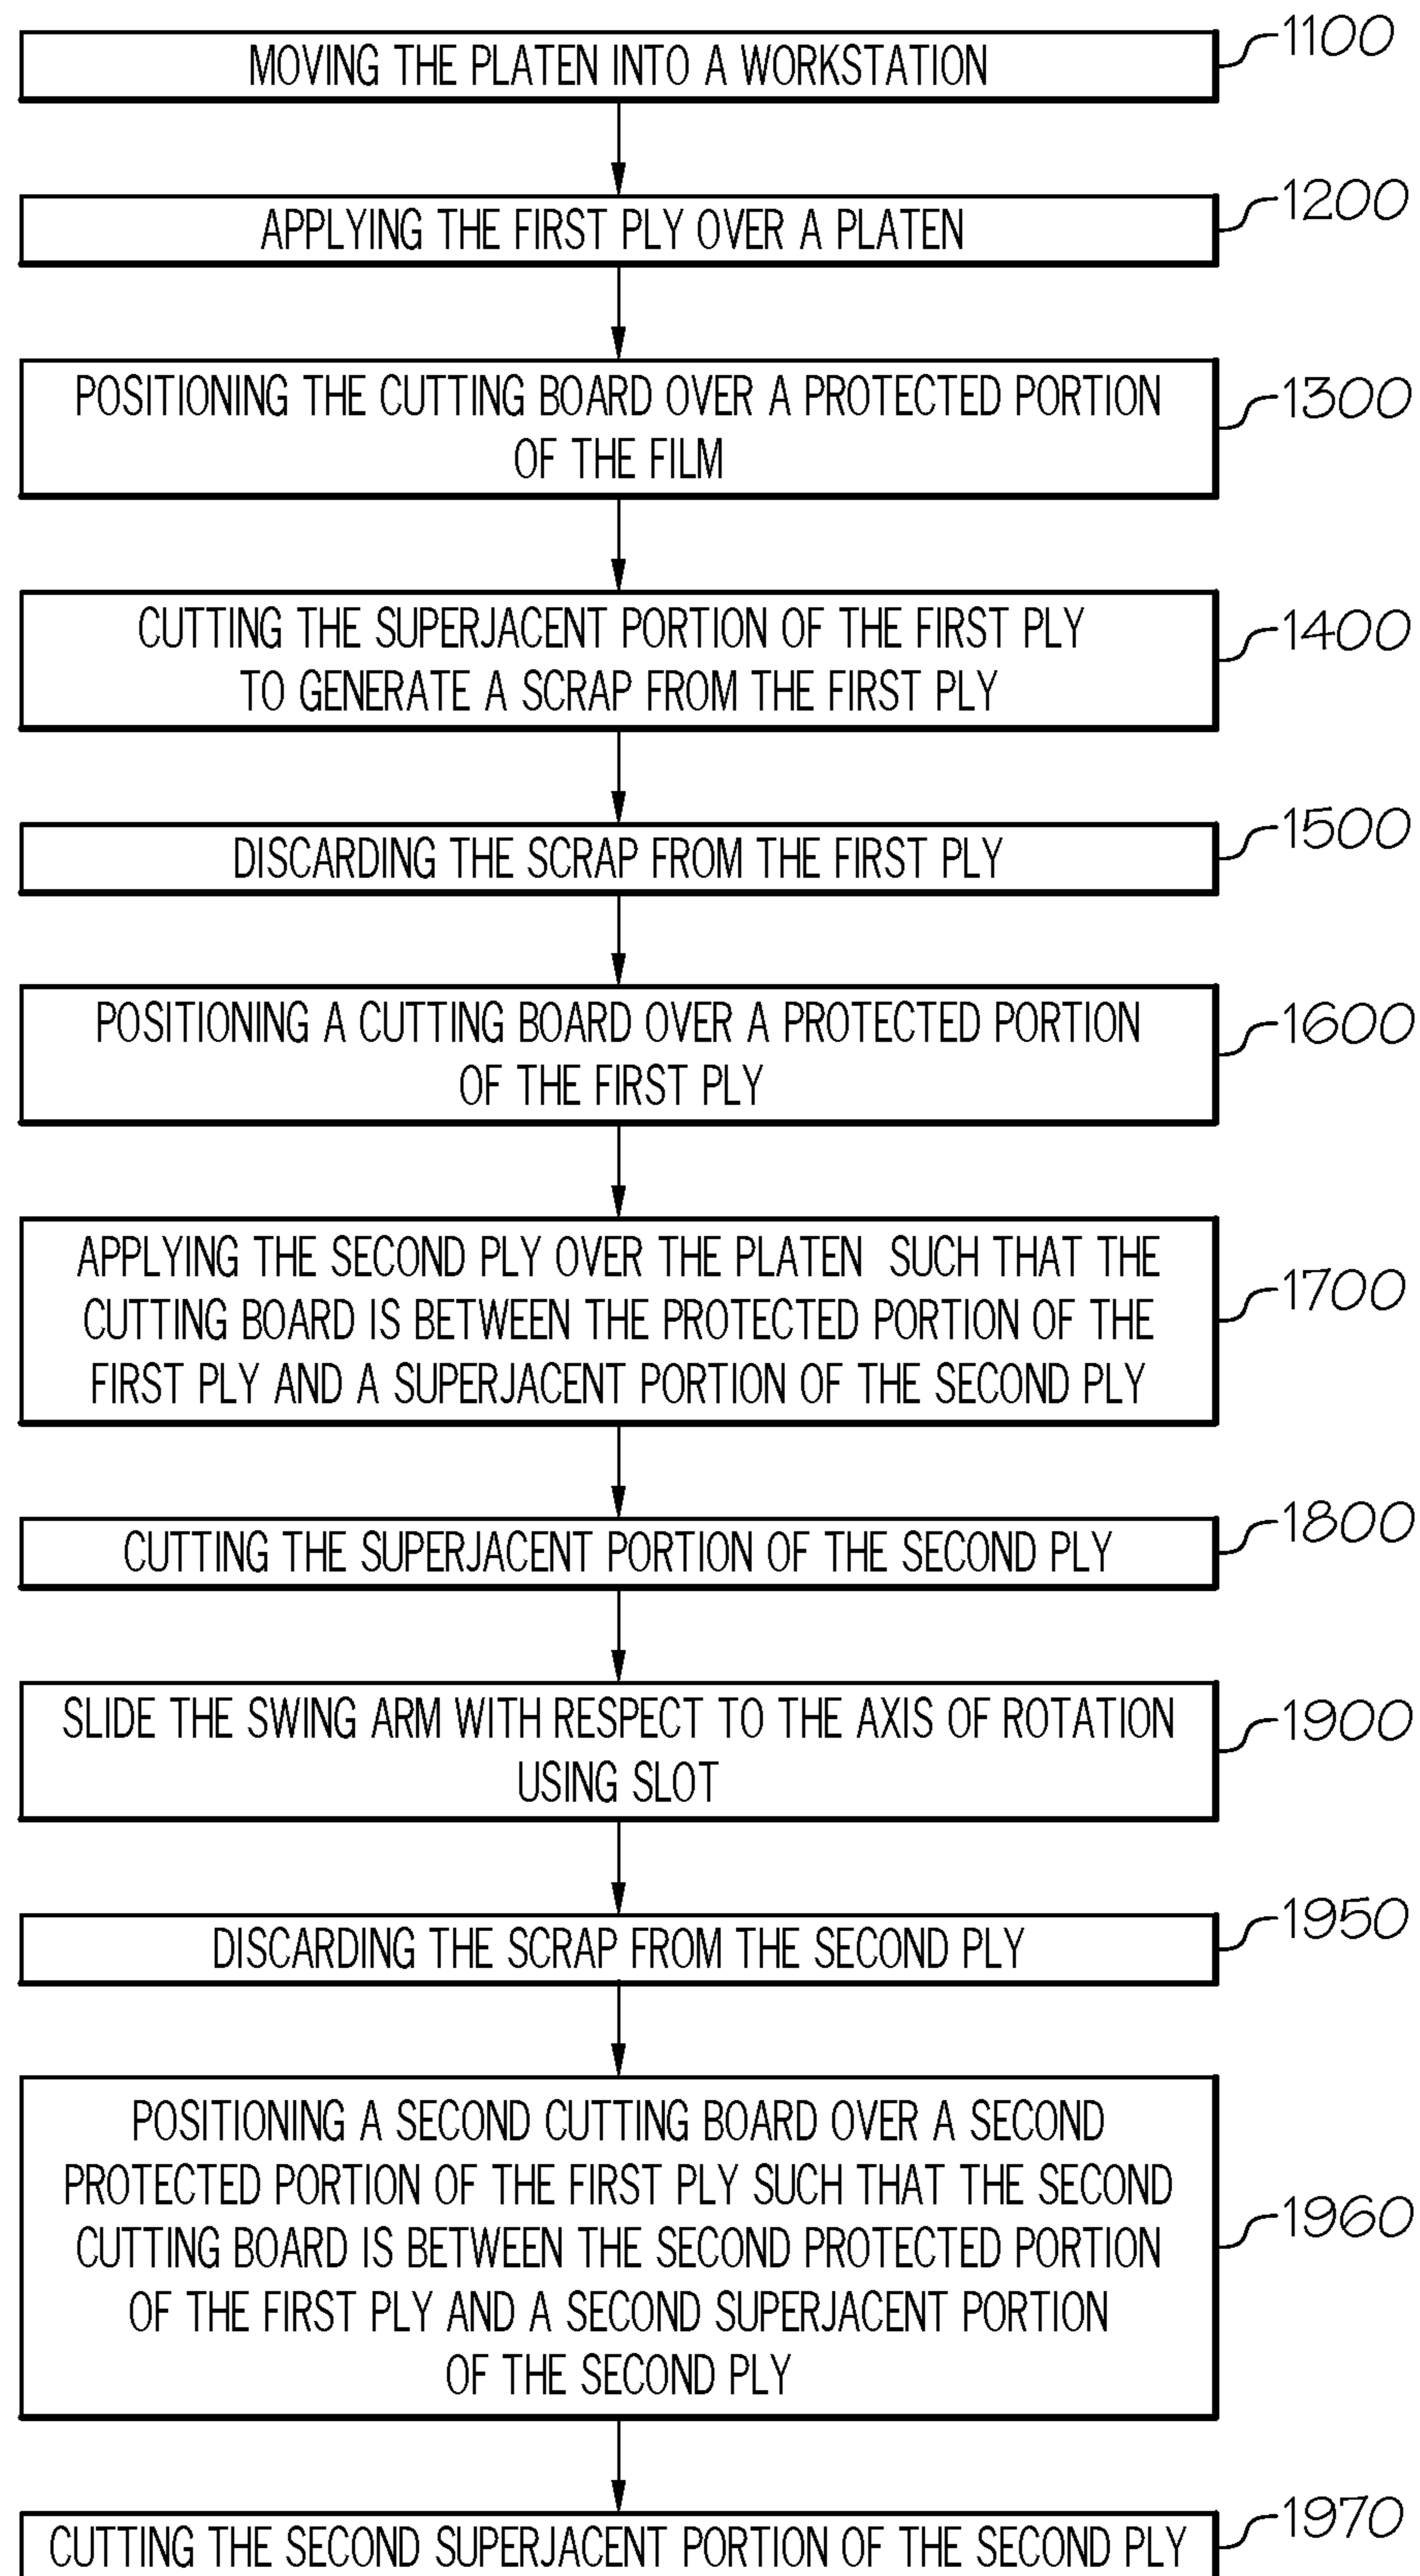 MOVING THE PLATEN INTO A WORKSTATION
1100
APPLYING THE FIRST PLY OVER A PLATEN
1200
POSITIONING THE CUTTING BOARD OVER A PROTECTED PORTION
OF THE FILM
1300
CUTTING THE SUPERJACENT PORTION OF THE FIRST PLY
TO GENERATE A SCRAP FROM THE FIRST PLY
1400
DISCARDING THE SCRAP FROM THE FIRST PLY
1500
POSITIONING A CUTTING BOARD OVER A PROTECTED PORTION
OF THE FIRST PLY
1600
APPLYING THE SECOND PLY OVER THE PLATEN SUCH THAT THE
CUTTING BOARD IS BETWEEN THE PROTECTED PORTION OF THE
FIRST PLY AND A SUPERJACENT PORTION OF THE SECOND PLY
1700
CUTTING THE SUPERJACENT PORTION OF THE SECOND PLY
1800
SLIDE THE SWING ARM WITH RESPECT TO THE AXIS OF ROTATION
USING SLOT
1900
DISCARDING THE SCRAP FROM THE SECOND PLY
1950
POSITIONING A SECOND CUTTING BOARD OVER A SECOND
PROTECTED PORTION OF THE FIRST PLY SUCH THAT THE SECOND
CUTTING BOARD IS BETWEEN THE SECOND PROTECTED PORTION
OF THE FIRST PLY AND A SECOND SUPERJACENT PORTION
OF THE SECOND PLY
1960
CUTTING THE SECOND SUPERJACENT PORTION OF THE SECOND PLY
1970